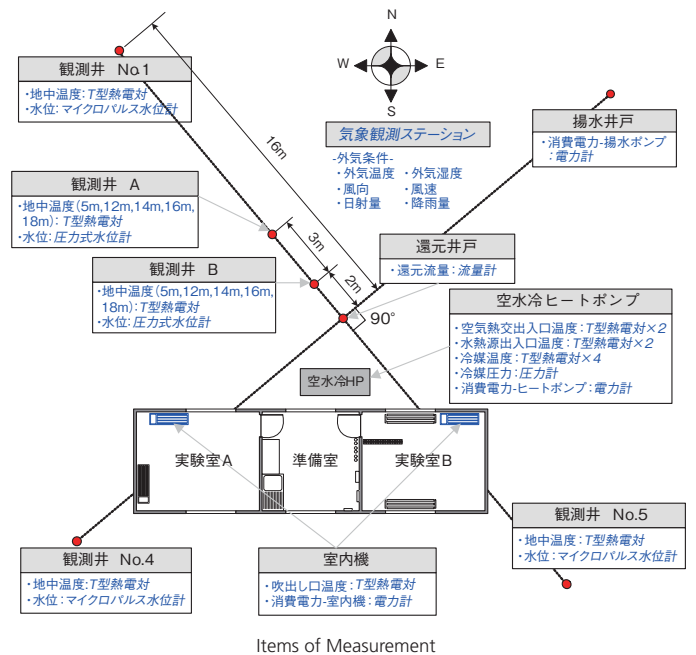 N
W E
S
観測井 No.1
・地中温度:T型熱電対
・水位:マイクロパルス水位計
16m
気象観測ステーション
-外気条件-
・外気温度 ・外気湿度
・風向 ・風速
・日射量 ・降雨量
揚水井戸
・消費電力-揚水ポンプ
:電力計
観測井 A
・地中温度(5m,12m,14m,16m,
18m):T型熱電対
・水位:圧力式水位計
3m
還元井戸
・還元流量:流量計
観測井 B
・地中温度(5m,12m,14m,16m,
18m):T型熱電対
・水位:圧力式水位計
2m
90°
空水冷ヒートポンプ
・空気熱交出入口温度:T型熱電対×2
・水熱源出入口温度:T型熱電対×2
・冷媒温度:T型熱電対×4
・冷媒圧力:圧力計
・消費電力-ヒートポンプ:電力計
空水冷HP
実験室A
準備室
実験室B
観測井 No.4
・地中温度:T型熱電対
・水位:マイクロパルス水位計
室内機
・吹出し口温度:T型熱電対
・消費電力-室内機:電力計
観測井 No.5
・地中温度:T型熱電対
・水位:マイクロパルス水位計
Items of Measurement